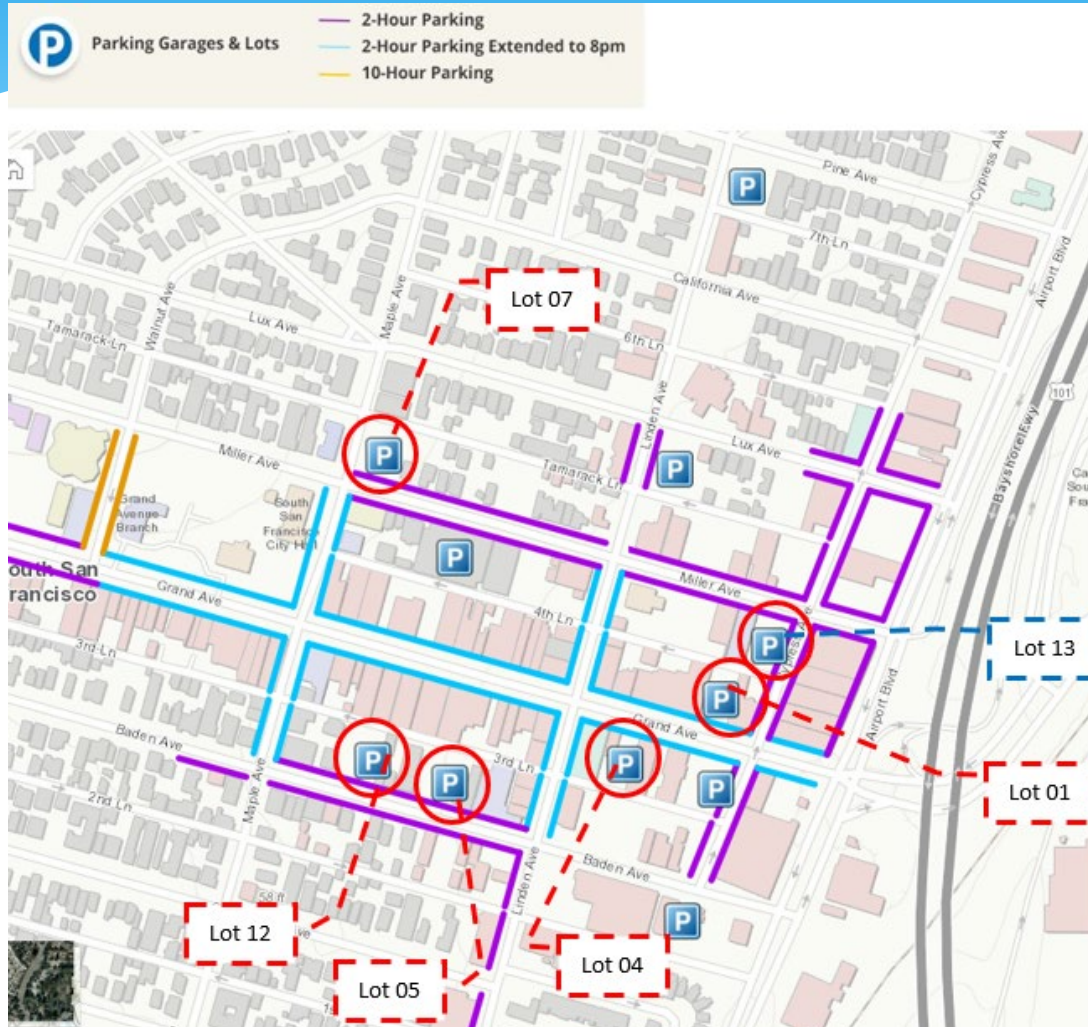 P
Parking Garages & Lots
2-Hour Parking
2-Hour Parking Extended to 8pm
10-Hour Parking
Pine Ave
Cypress Ave
P
7th Ln
Airport Blvd
California Ave
Lot 07
Walnut Ave
Maple Ave
Lux Ave
Tamarack Ln
6th Ln
101
Bayshore Fwy
Linden Ave
Lux Ave
P
Miller Ave
Tamarack Ln
P
Grand
Avenue
Branch
South
San
Francisco
City Hall
P
Miller Ave
Grand Ave
4th Ln
P
Lot 13
3rd Ln
P
Grand Ave
Airport Blvd
Lot 01
Baden Ave
P
P
3rd Ln
P
P
2nd Ln
Maple Ave
Baden Ave
Linden Ave
P
Lot 12
Lot 04
Lot 05